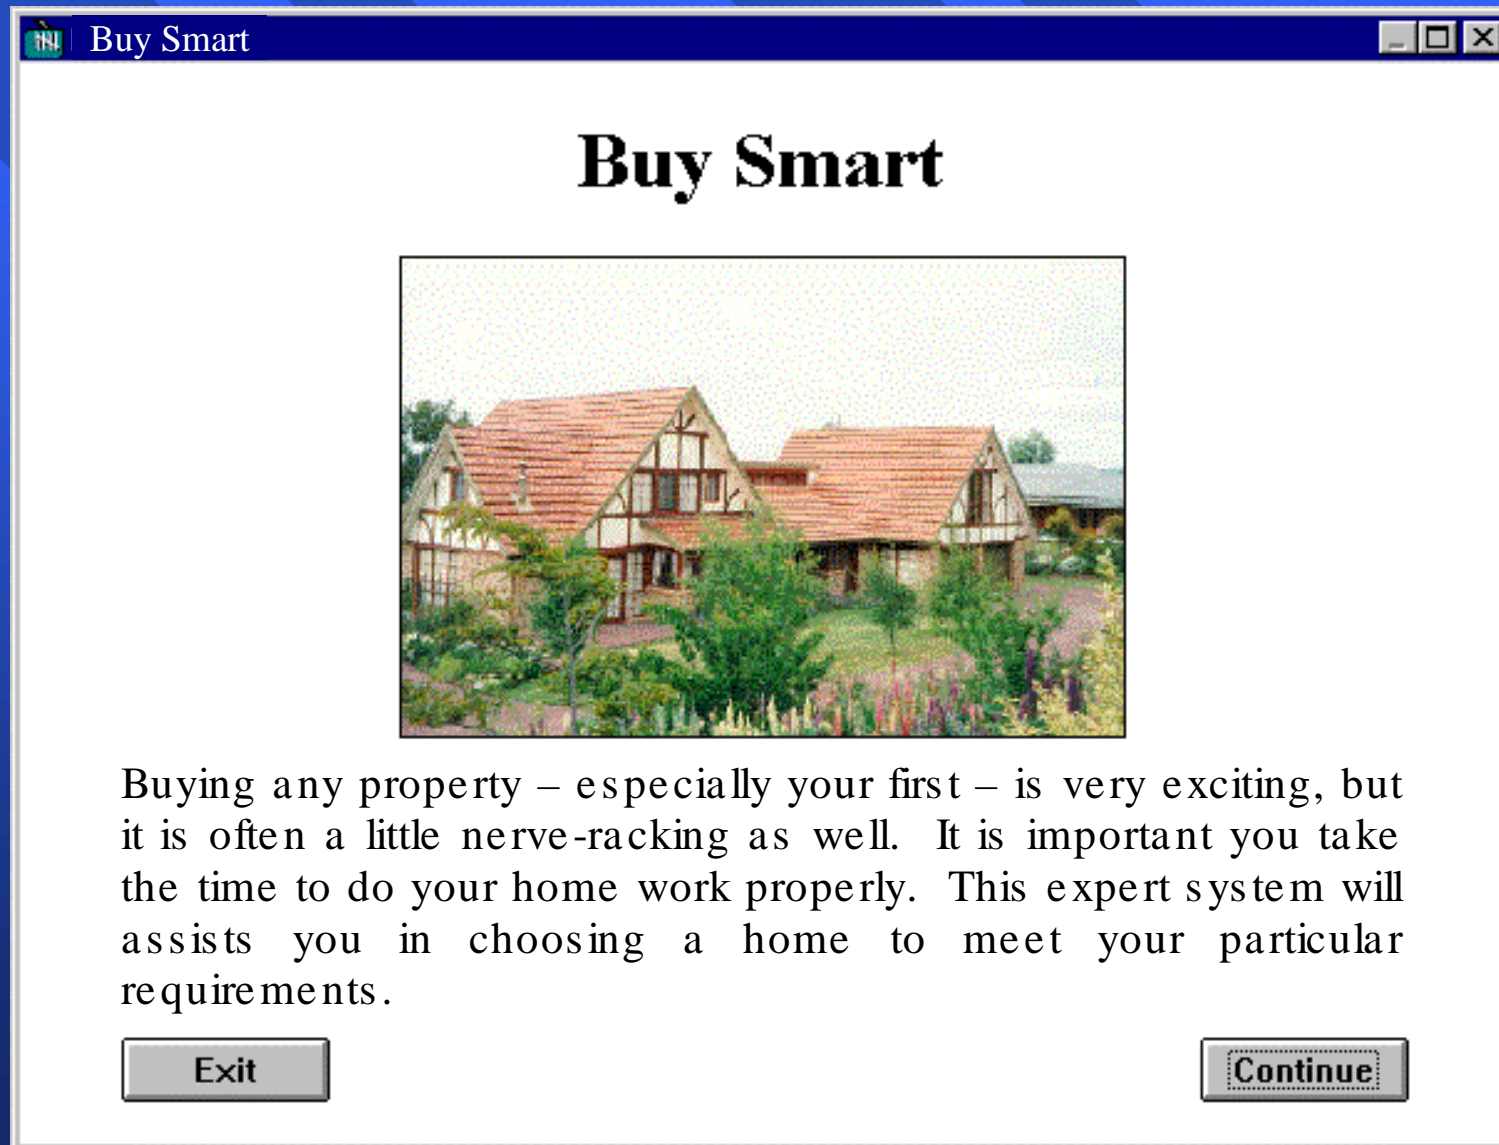 Buy Smart
Buy Smart
Buying any property – especially your first – is very exciting, but
it is often a little nerve-racking as well. It is important you take
the time to do your home work properly. This expert system will
assists you in choosing a home to meet your particular
requirements.
Exit
Continue